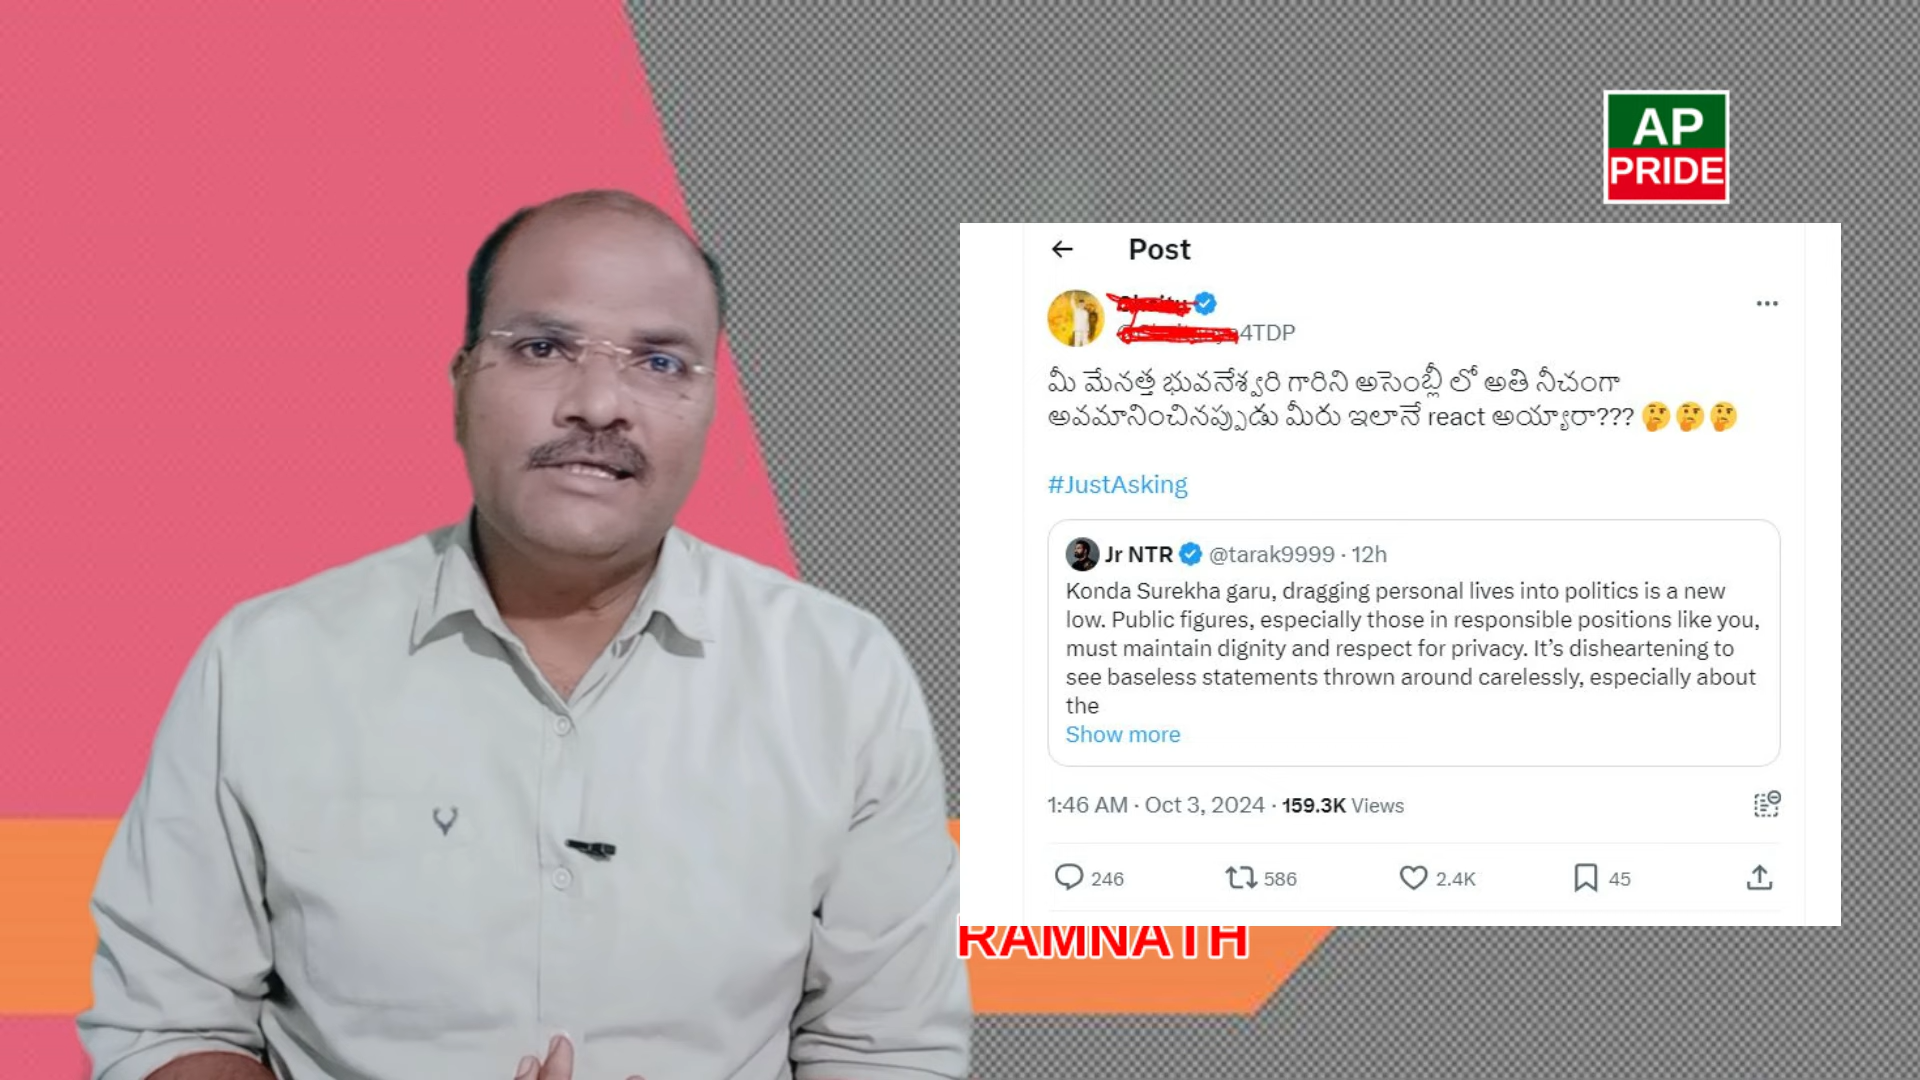 AP
PRIDE
Post
4TDP
మీ మేనత్త భువనేశ్వరి గారిని అసెంబ్లీ లో అతి నీచంగా
అవమానించినప్పుడు మీరు ఇలానే react అయ్యారా??? 🤔🤔🤔
#JustAsking
Jr NTR @tarak9999 · 12h
Konda Surekha garu, dragging personal lives into politics is a new
low. Public figures, especially those in responsible positions like you,
must maintain dignity and respect for privacy. It’s disheartening to
see baseless statements thrown around carelessly, especially about
the
Show more
1:46 AM · Oct 3, 2024 · 159.3K Views
246 586 2.4K 45
RAMNATH